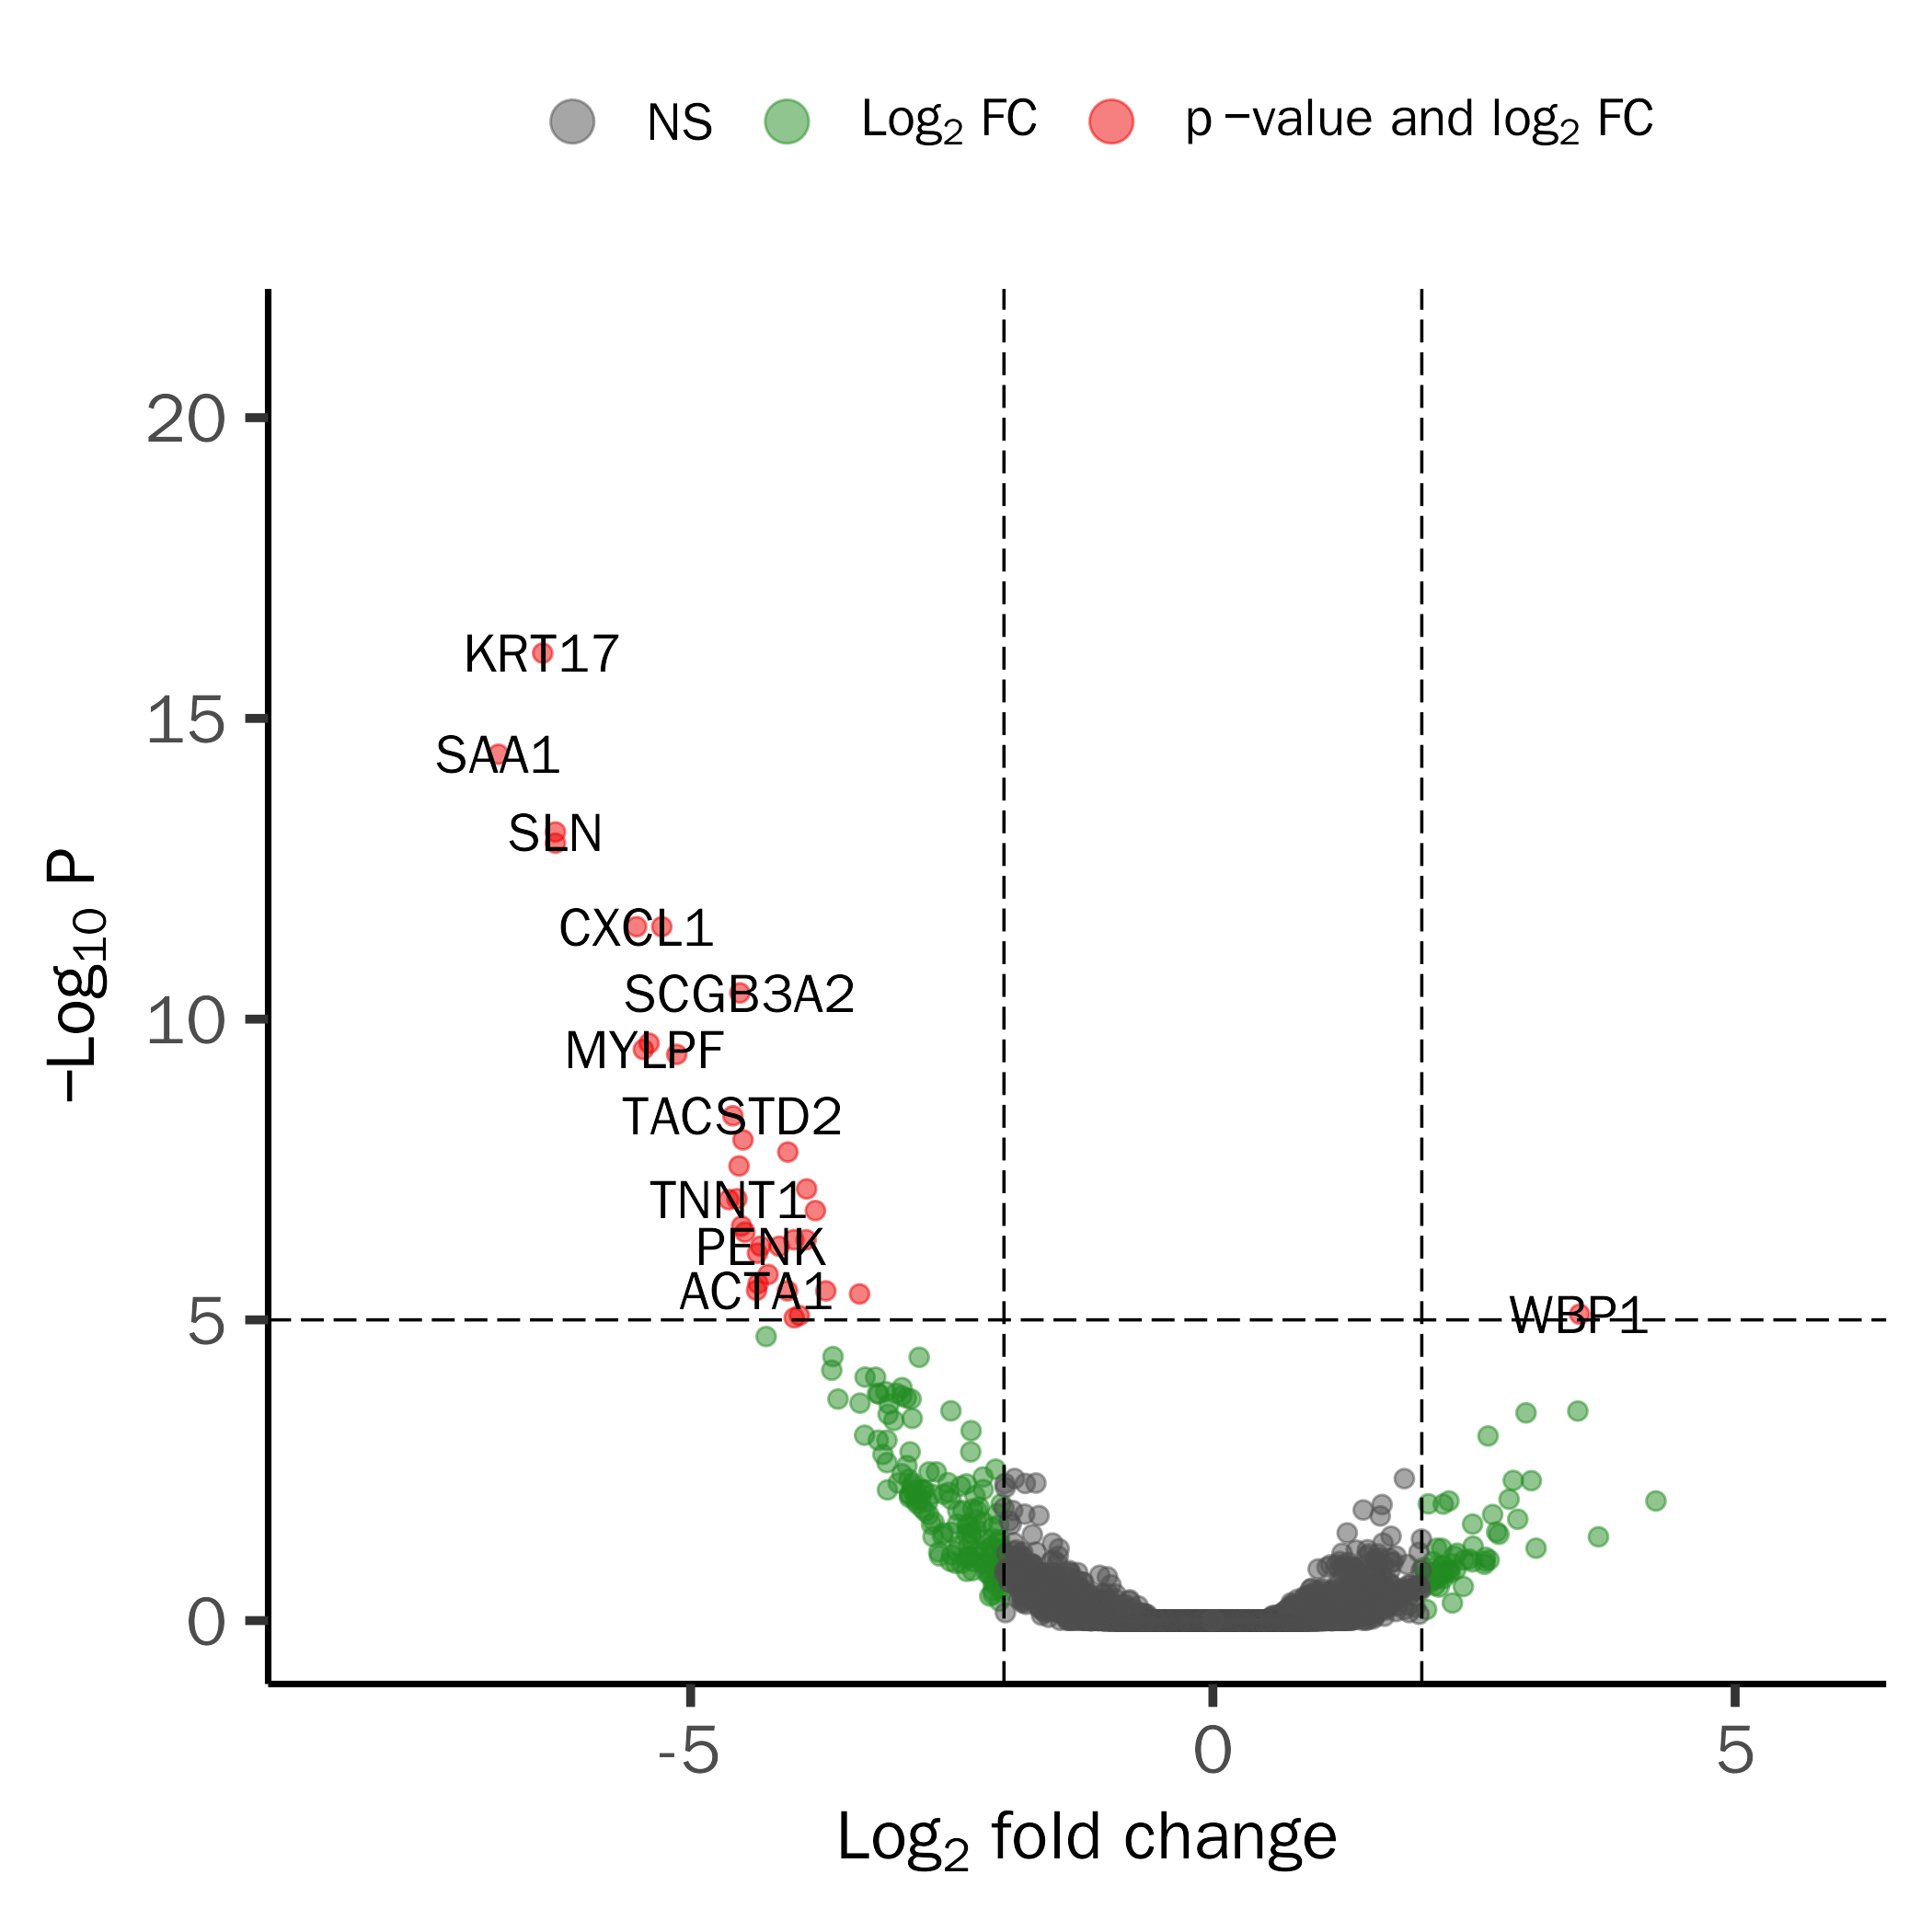 NS Log₂ FC p −value and log₂ FC
20
15
10
5
0
−Log₁₀ P
KRT17
SAA1
SLN
CXCL1
SCGB3A2
MYLPF
TACSTD2
TNNT1
PENK
ACTA1
WBP1
-5 0 5
Log₂ fold change